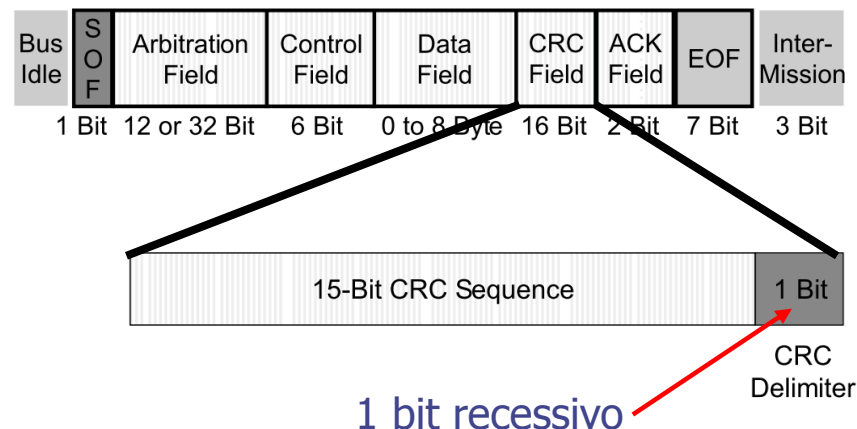 Bus Idle
SOF
Arbitration Field
Control Field
Data Field
CRC Field
ACK Field
EOF
Inter-Mission
1 Bit
12 or 32 Bit
6 Bit
0 to 8 Byte
16 Bit
2 Bit
7 Bit
3 Bit
15-Bit CRC Sequence
1 Bit
CRC
Delimiter
1 bit recessivo